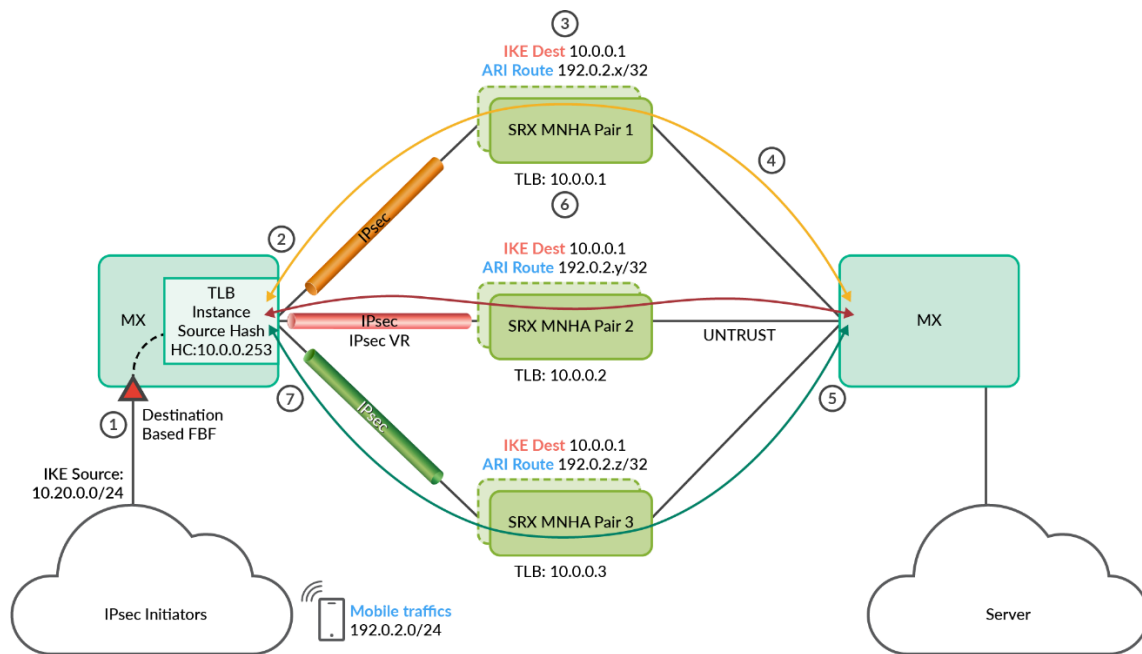 3
IKE Dest 10.0.0.1
ARI Route 192.0.2.x/32
SRX MNHA Pair 1
TLB: 10.0.0.1
4
IPsec
6
2
IKE Dest 10.0.0.1
ARI Route 192.0.2.y/32
MX
TLB
Instance
Source Hash
HC:10.0.0.253
IPsec
IPsec VR
SRX MNHA Pair 2
TLB: 10.0.0.2
UNTRUST
MX
1
Destination
Based FBF
7
IPsec
5
IKE Dest 10.0.0.1
ARI Route 192.0.2.z/32
SRX MNHA Pair 3
TLB: 10.0.0.3
IKE Source:
10.20.0.0/24
IPsec Initiators
Mobile traffics
192.0.2.0/24
Server